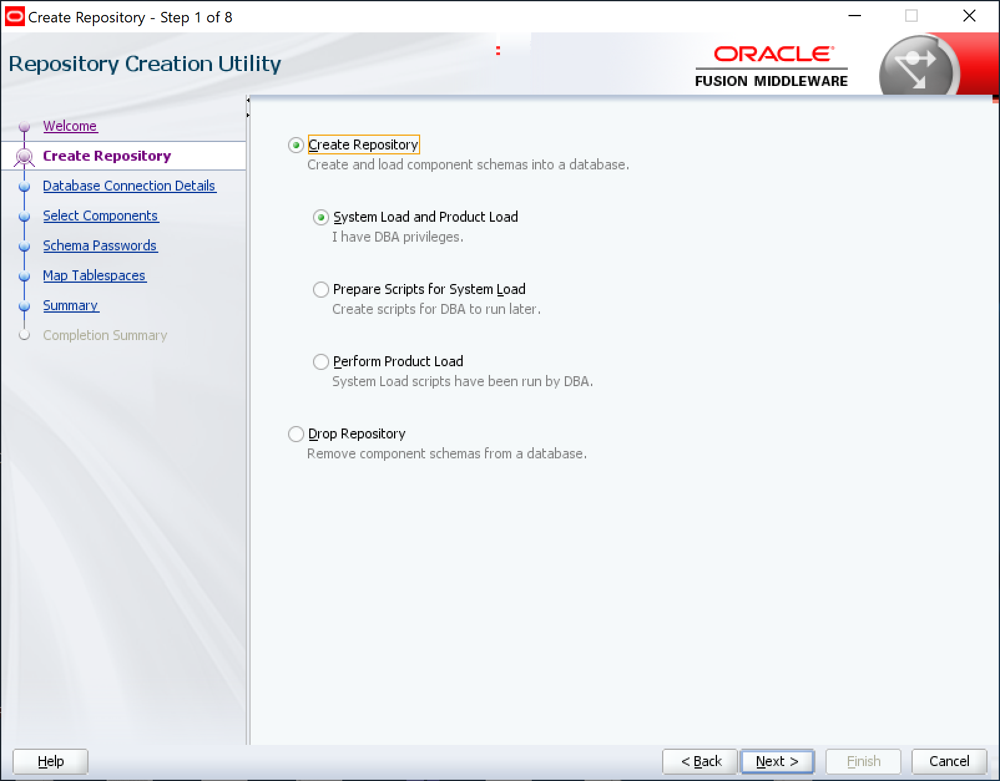 Create Repository - Step 1 of 8
Repository Creation Utility
ORACLE
FUSION MIDDLEWARE
Welcome
Create Repository
Database Connection Details
Select Components
Schema Passwords
Map Tablespaces
Summary
Completion Summary
Create Repository
Create and load component schemas into a database.
System Load and Product Load
I have DBA privileges.
Prepare Scripts for System Load
Create scripts for DBA to run later.
Perform Product Load
System Load scripts have been run by DBA.
Drop Repository
Remove component schemas from a database.
Help
< Back
Next >
Finish
Cancel